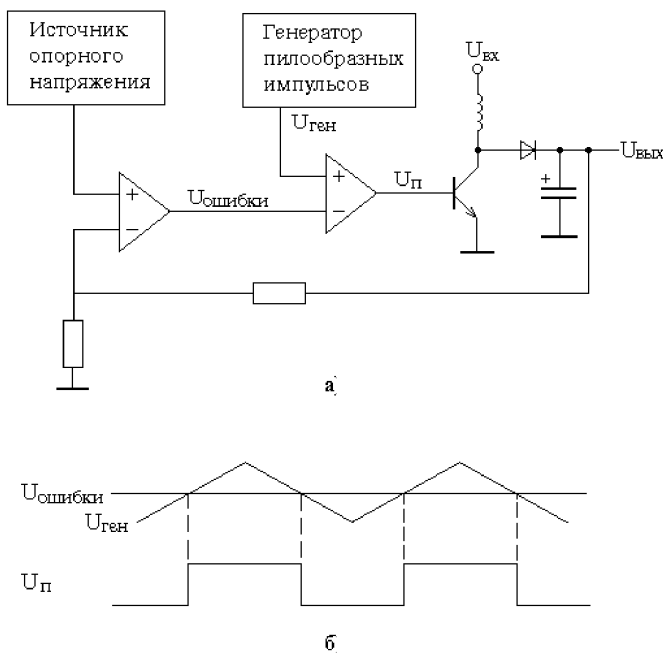 Источник
опорного
напряжения
Генератор
пилообразных
импульсов
Uвх
Uген
Uвых
Uошибки
Uп
+
−
+
−
+
а)
Uошибки
Uген
Uп
б)